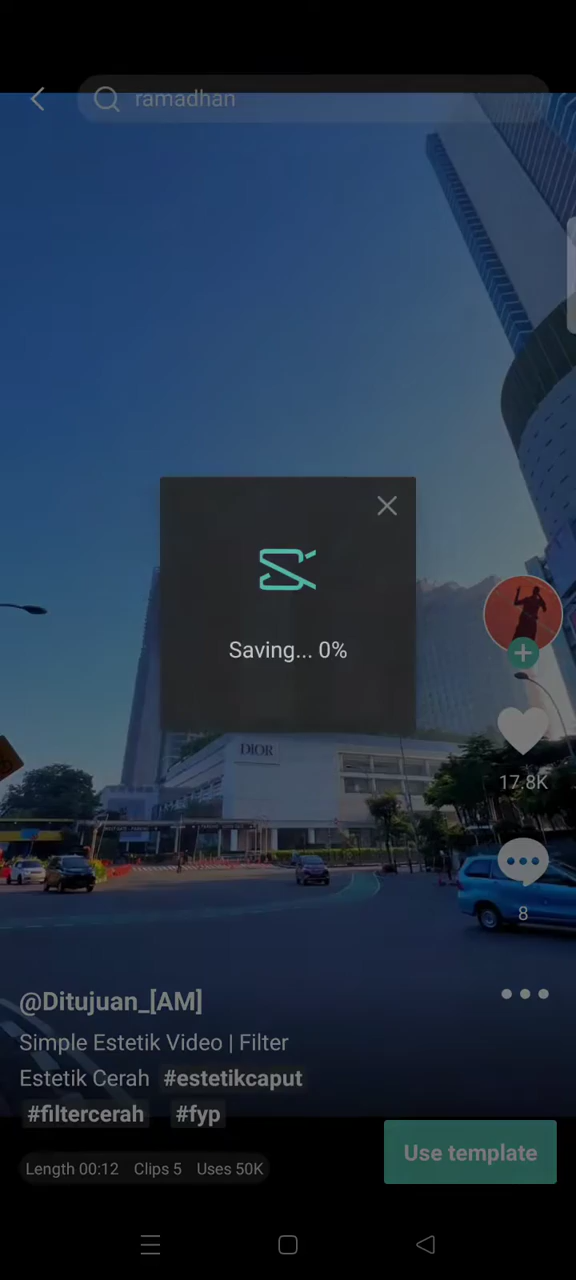 ramadhan
Saving... 0%
DIOR
17.8K
8
@Ditujuan_[AM]
Simple Estetik Video | Filter
Estetik Cerah #estetikcaput
#filtercerah #fyp
Length 00:12 Clips 5 Uses 50K
Use template